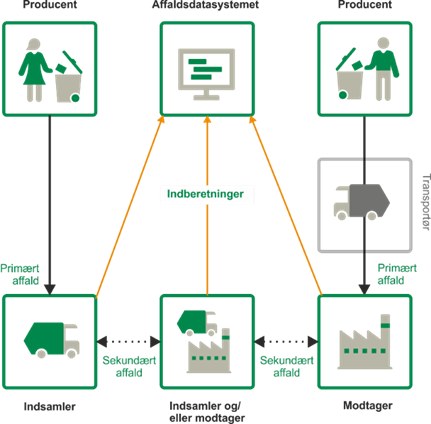 Producent
Affaldsdatasystemet
Producent
Indberetninger
Transportør
Primært
affald
Primært
affald
Sekundært
affald
Sekundært
affald
Indsamler
Indsamler og/
eller modtager
Modtager